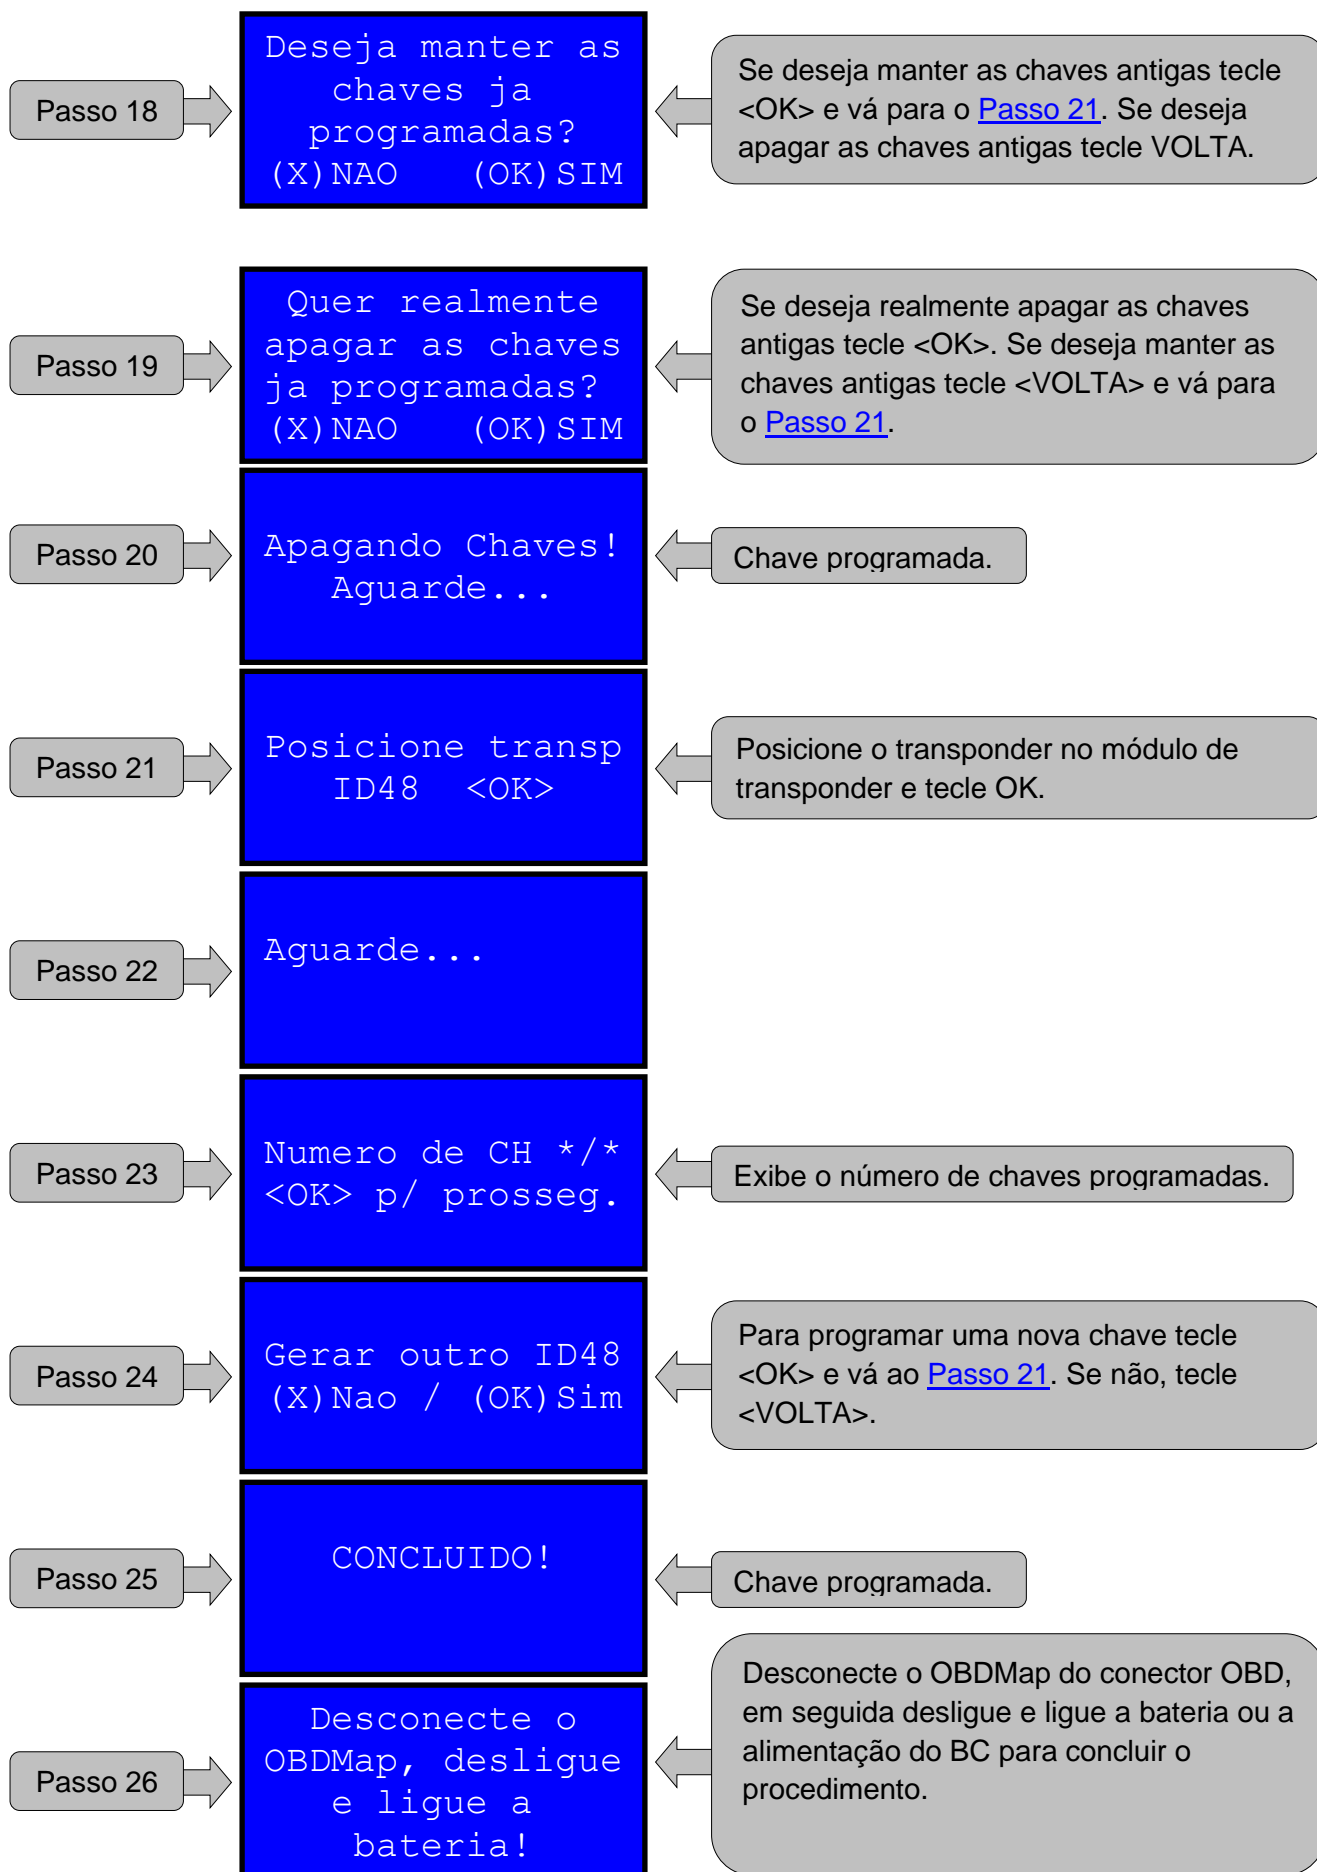 Passo 18
Deseja manter as
chaves ja
programadas?
(X)NAO (OK)SIM
Se deseja manter as chaves antigas tecle
<OK> e vá para o Passo 21. Se deseja
apagar as chaves antigas tecle VOLTA.
Passo 19
Quer realmente
apagar as chaves
ja programadas?
(X)NAO (OK)SIM
Se deseja realmente apagar as chaves
antigas tecle <OK>. Se deseja manter as
chaves antigas tecle <VOLTA> e vá para
o Passo 21.
Passo 20
Apagando Chaves!
Aguarde...
Chave programada.
Passo 21
Posicione transp
ID48 <OK>
Posicione o transponder no módulo de
transponder e tecle OK.
Passo 22
Aguarde...
Passo 23
Numero de CH */*
<OK> p/ prosseg.
Exibe o número de chaves programadas.
Passo 24
Gerar outro ID48
(X)Nao / (OK)Sim
Para programar uma nova chave tecle
<OK> e vá ao Passo 21. Se não, tecle
<VOLTA>.
Passo 25
CONCLUIDO!
Chave programada.
Passo 26
Desconecte o
OBDMap, desligue
e ligue a
bateria!
Desconecte o OBDMap do conector OBD,
em seguida desligue e ligue a bateria ou a
alimentação do BC para concluir o
procedimento.